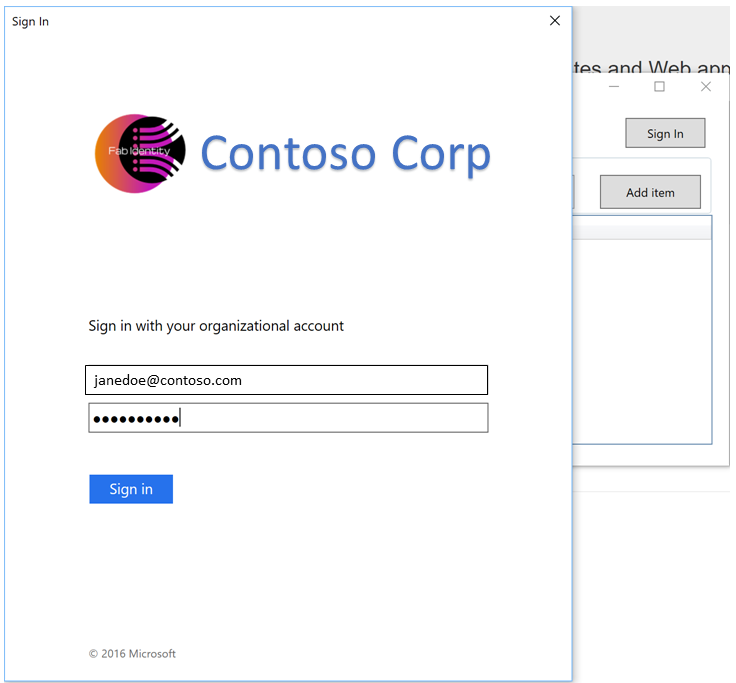 Sign In
tes and Web app
Sign In
FabIdentity
Contoso Corp
Add item
Sign in with your organizational account
janedoe@contoso.com
●●●●●●●●●●
Sign in
© 2016 Microsoft